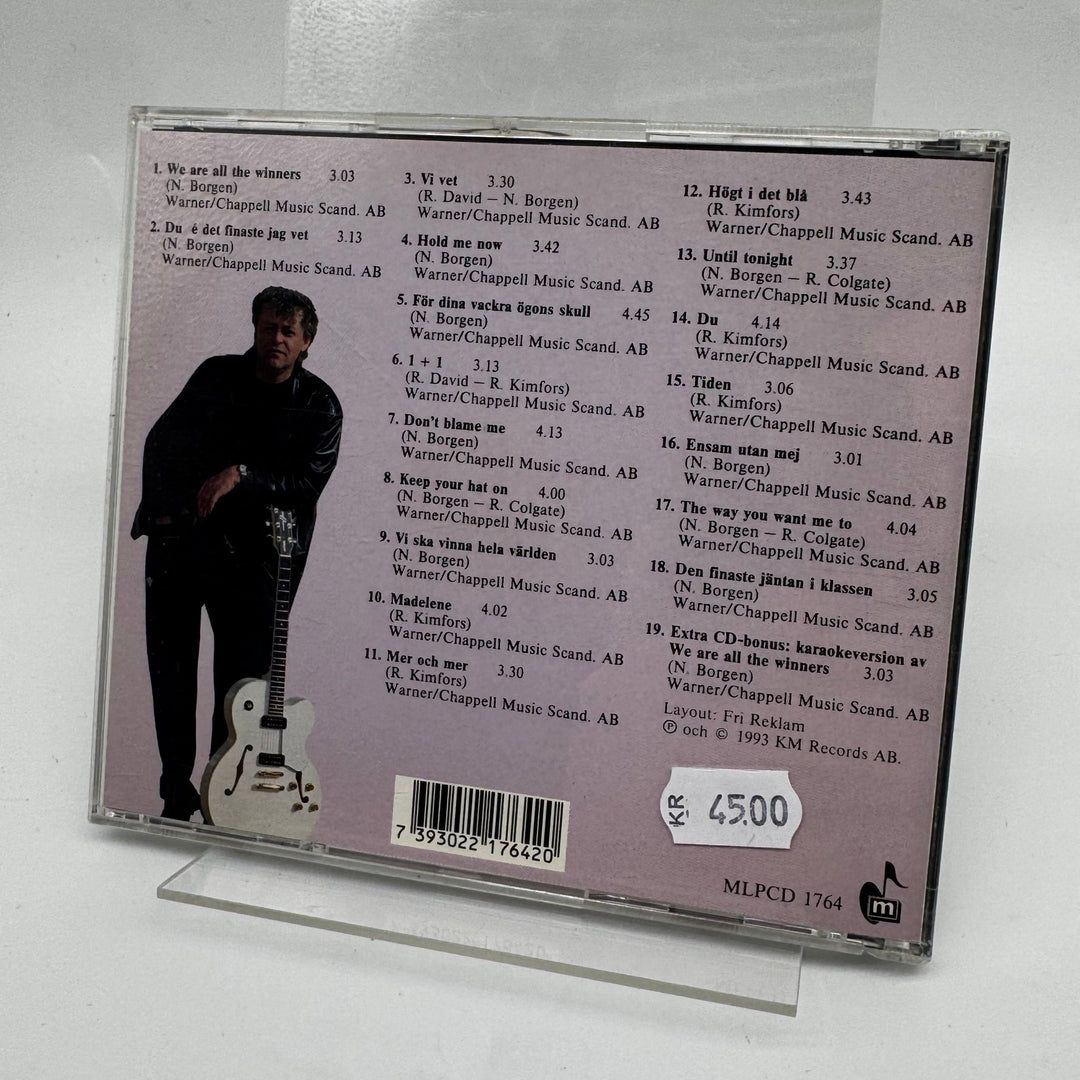 1. We are all the winners 3.03
(N. Borgen)
Warner/Chappell Music Scand. AB
2. Du é det finaste jag vet 3.13
(N. Borgen)
Warner/Chappell Music Scand. AB
3. Vi vet 3.30
(R. David – N. Borgen)
Warner/Chappell Music Scand. AB
4. Hold me now 3.42
(N. Borgen)
Warner/Chappell Music Scand. AB
5. För dina vackra ögons skull 4.45
(N. Borgen)
Warner/Chappell Music Scand. AB
6. 1 + 1 3.13
(R. David – R. Kimfors)
Warner/Chappell Music Scand. AB
7. Don't blame me 4.13
(N. Borgen)
Warner/Chappell Music Scand. AB
8. Keep your hat on 4.00
(N. Borgen – R. Colgate)
Warner/Chappell Music Scand. AB
9. Vi ska vinna hela världen 3.03
(N. Borgen)
Warner/Chappell Music Scand. AB
10. Madelene 4.02
(R. Kimfors)
Warner/Chappell Music Scand. AB
11. Mer och mer 3.30
(R. Kimfors)
Warner/Chappell Music Scand. AB
12. Högt i det blå 3.43
(R. Kimfors)
Warner/Chappell Music Scand. AB
13. Until tonight 3.37
(N. Borgen – R. Colgate)
Warner/Chappell Music Scand. AB
14. Du 4.14
(R. Kimfors)
Warner/Chappell Music Scand. AB
15. Tiden 3.06
(R. Kimfors)
Warner/Chappell Music Scand. AB
16. Ensam utan mej 3.01
(N. Borgen)
Warner/Chappell Music Scand. AB
17. The way you want me to 4.04
(N. Borgen – R. Colgate)
Warner/Chappell Music Scand. AB
18. Den finaste jäntan i klassen 3.05
(N. Borgen)
Warner/Chappell Music Scand. AB
19. Extra CD-bonus: karaokeversion av
We are all the winners 3.03
(N. Borgen)
Warner/Chappell Music Scand. AB
Layout: Fri Reklam
℗ och © 1993 KM Records AB.
KR 45.00
7 393022 176420
MLPCD 1764
m